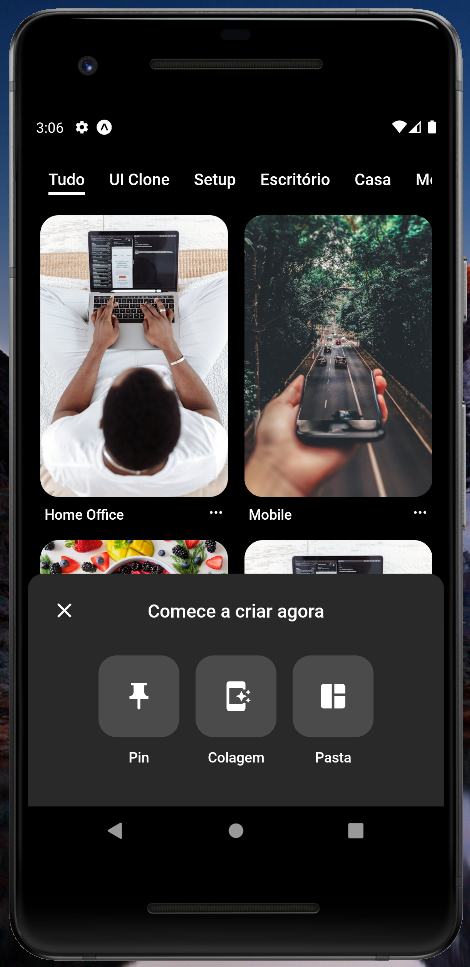 3:06
Tudo UI Clone Setup Escritório Casa
Home Office
Mobile
Comece a criar agora
Pin Colagem Pasta